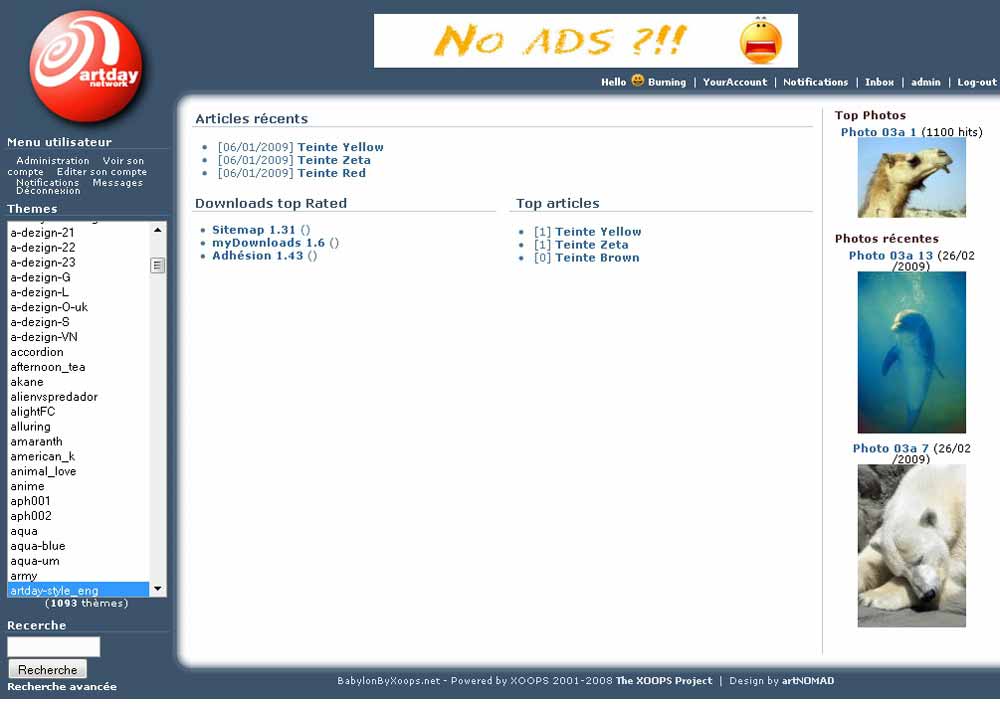 artday
network
No ADS ?!!
Hello Burning | YourAccount | Notifications | Inbox | admin | Log-out
Menu utilisateur
Administration Voir son
compte Editer son compte
Notifications Messages
Déconnexion
Themes
a-dezign-21
a-dezign-22
a-dezign-23
a-dezign-G
a-dezign-L
a-dezign-O-uk
a-dezign-S
a-dezign-VN
accordion
afternoon_tea
akane
alienvspredador
alightFC
alluring
amaranth
american_k
animal_love
anime
aph001
aph002
aqua
aqua-blue
aqua-um
army
artday-style_eng
(1093 thèmes)
Recerche
Recherche
Recherche avancée
Articles récents
[06/01/2009] Teinte Yellow
[06/01/2009] Teinte Zeta
[06/01/2009] Teinte Red
Downloads top Rated
Sitemap 1.31 ()
myDownloads 1.6 ()
Adhésion 1.43 ()
Top articles
[1] Teinte Yellow
[1] Teinte Zeta
[0] Teinte Brown
Top Photos
Photo 03a 1 (1100 hits)
Photos récentes
Photo 03a 13 (26/02
/2009)
Photo 03a 7 (26/02
/2009)
BabylonByXoops.net - Powered by XOOPS 2001-2008 The XOOPS Project | Design by artNOMAD